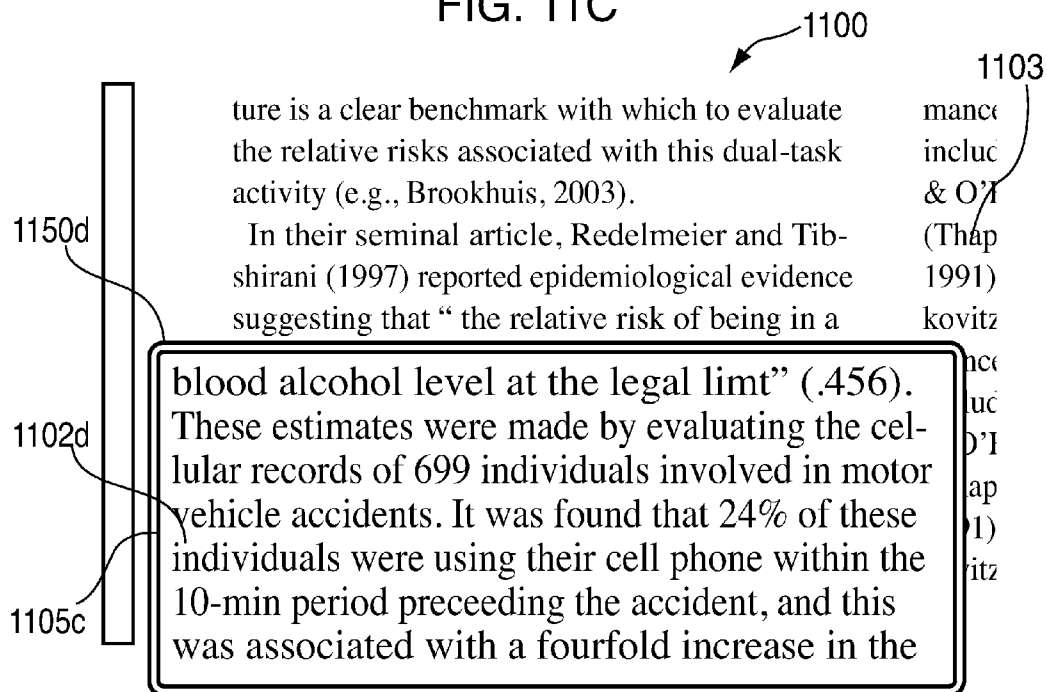 FIG. 11C
1100
1103
ture is a clear benchmark with which to evaluate
the relative risks associated with this dual-task
activity (e.g., Brookhuis, 2003).
In their seminal article, Redelmeier and Tib-
shirani (1997) reported epidemiological evidence
suggesting that “ the relative risk of being in a
1150d
blood alcohol level at the legal limt” (.456).
These estimates were made by evaluating the cel-
lular records of 699 individuals involved in motor
vehicle accidents. It was found that 24% of these
individuals were using their cell phone within the
10-min period preceeding the accident, and this
was associated with a fourfold increase in the
1102d
1105c
mance
includ
& O'
(Thap
1991)
kovitz